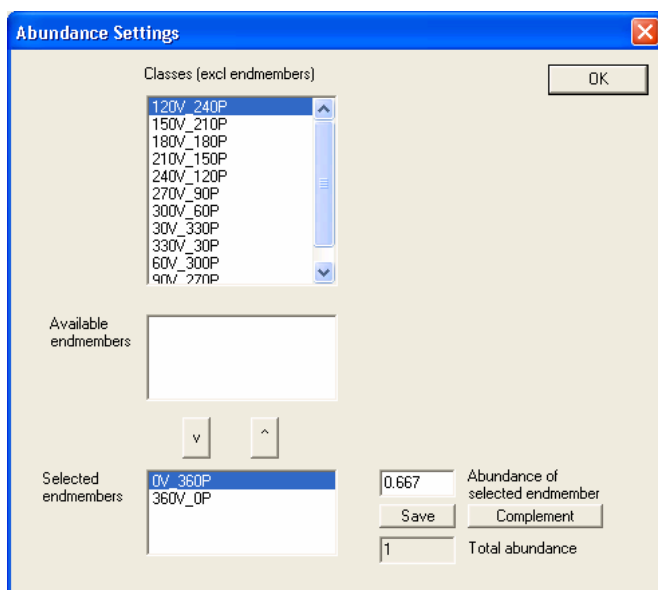 Abundance Settings
Classes (excl endmembers)
OK
120V_240P
150V_210P
180V_180P
210V_150P
240V_120P
270V_90P
300V_60P
30V_330P
330V_30P
60V_300P
90V_270P
Available
endmembers
v
^
Selected
endmembers
0V_360P
360V_0P
0.667
Abundance of
selected endmember
Save
Complement
1
Total abundance